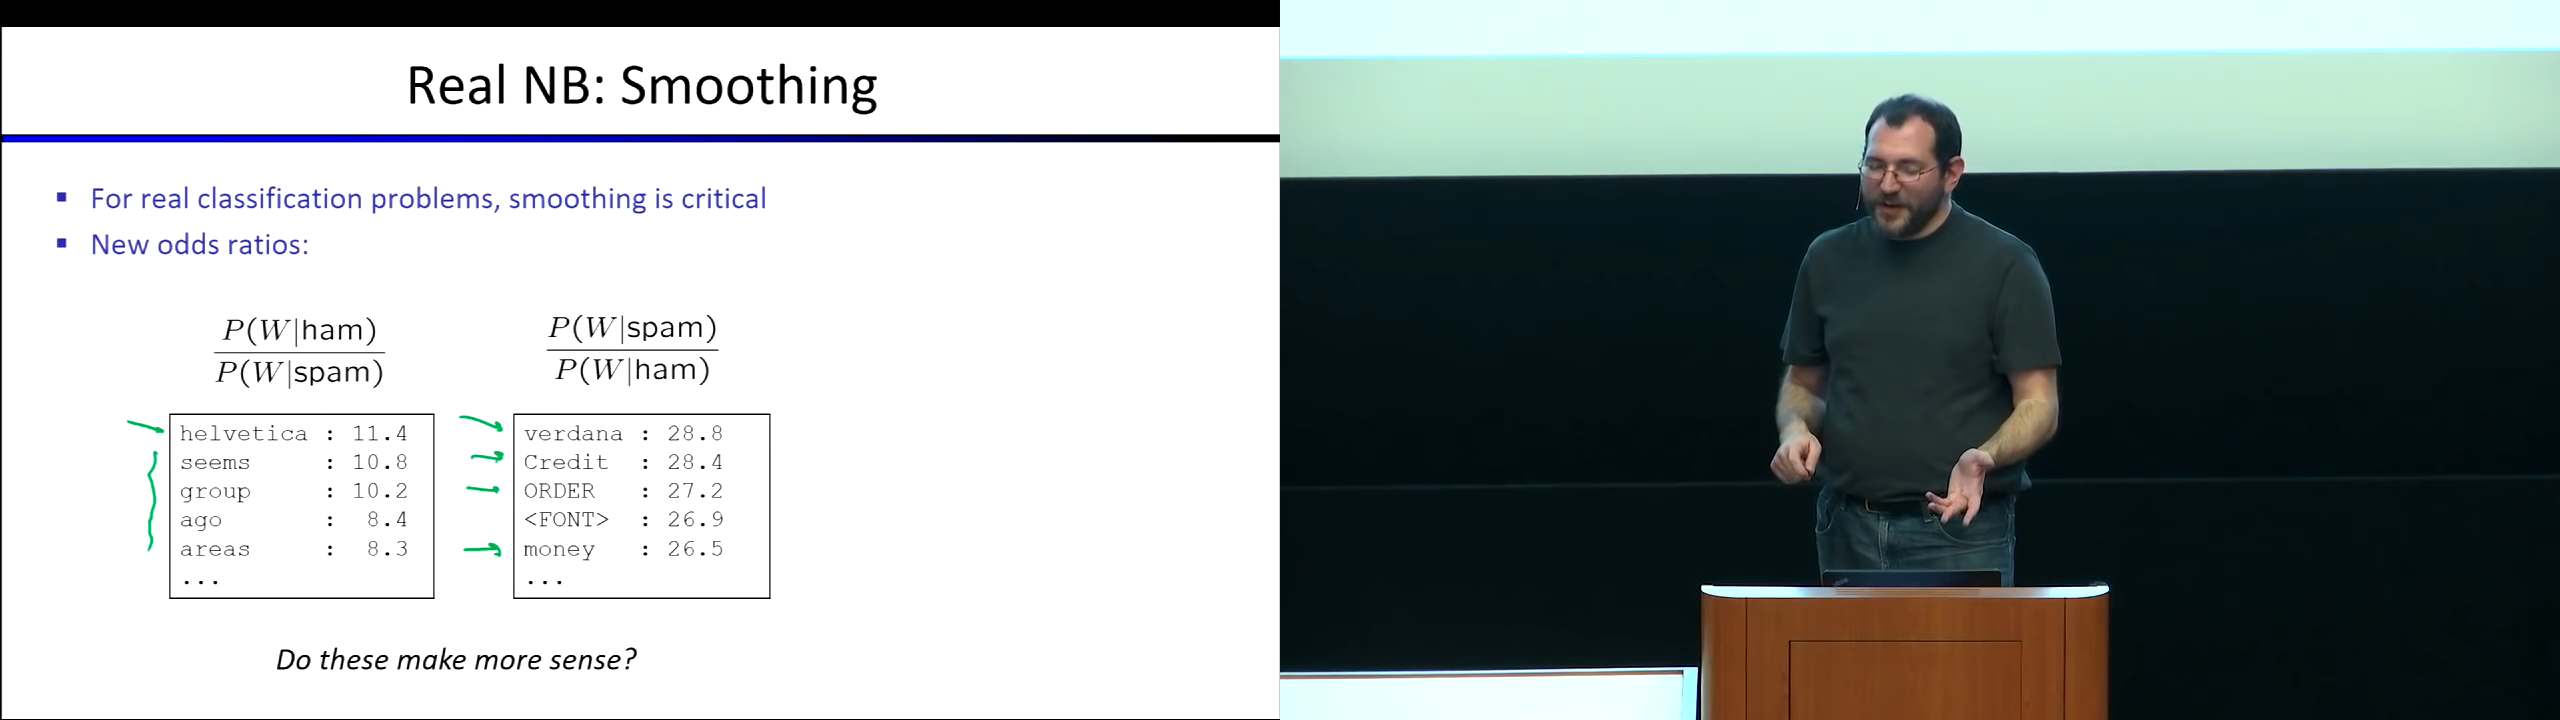 Real NB: Smoothing
▪ For real classification problems, smoothing is critical
▪ New odds ratios:
P(W|ham)
P(W|spam)
P(W|spam)
P(W|ham)
helvetica : 11.4
seems : 10.8
group : 10.2
ago : 8.4
areas : 8.3
...
verdana : 28.8
Credit : 28.4
ORDER : 27.2
<FONT> : 26.9
money : 26.5
...
Do these make more sense?